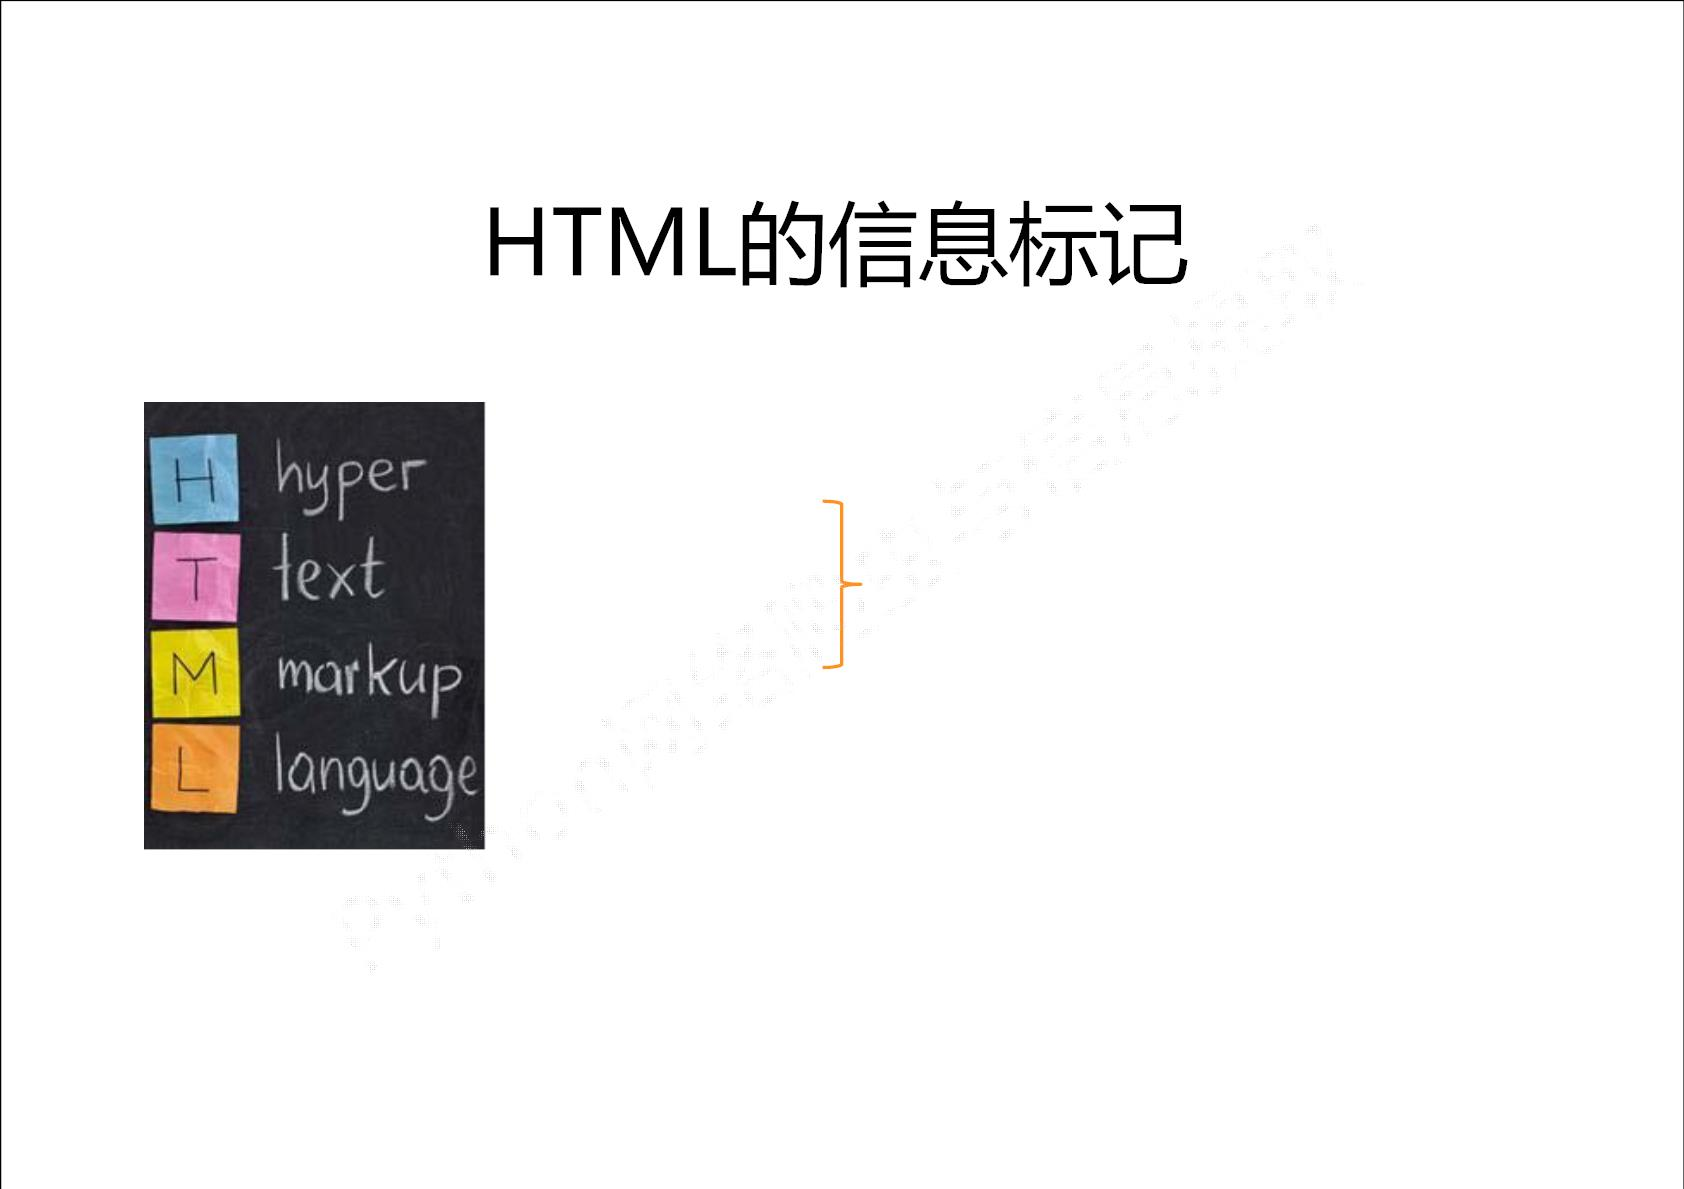 HTML的信息标记
H hyper
T text
M markup
L language